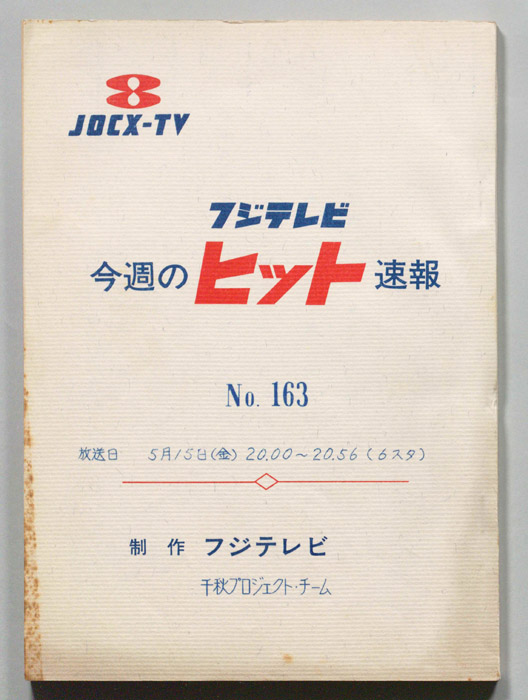 JOCX-TV
フジテレビ
今週の ヒット 速報
No. 163
放送日 5月15日(金) 20.00〜20.56 (6スタ)
制作 フジテレビ
千秋プロジェクト・チーム